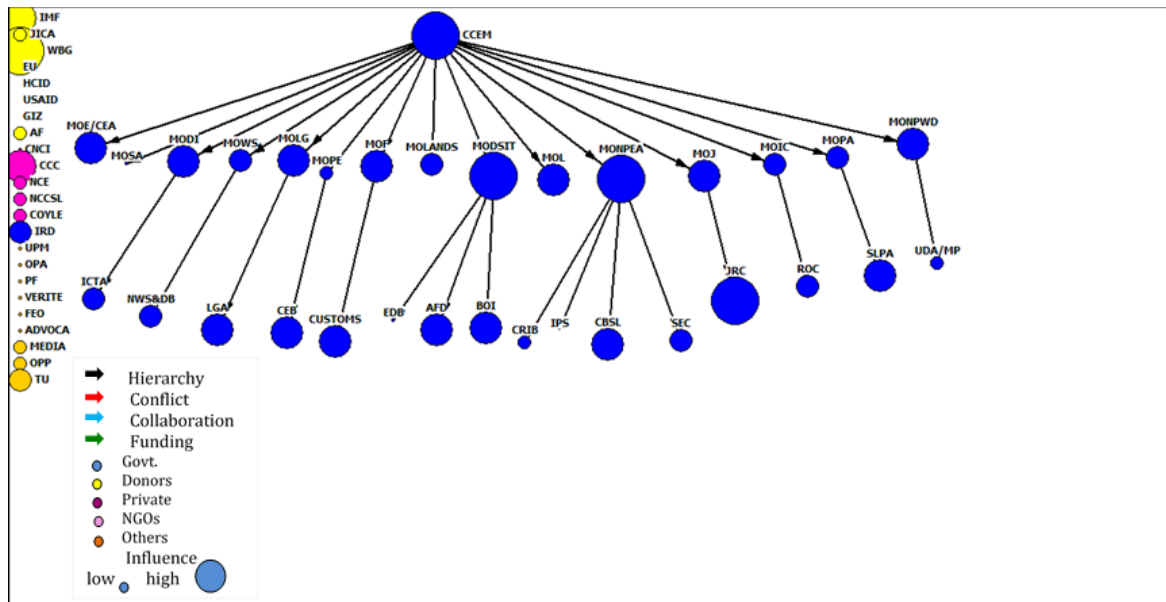 IMF
JICA
WBG
EU
HCID
USAID
GIZ
AF
CNCI
CCC
NCE
NCCSL
COYLE
IRD
UPM
OPA
PF
VERITE
FEO
ADVOCA
MEDIA
OPP
TU
CCEM
MOE/CEA
MOSA
MODI
MOWS
MOLG
MOPE
MOF
MOLANDS
MODSIT
MOL
MONPEA
MOJ
MOIC
MOPA
MONPWD
ICTA
NWS&DB
LGA
CEB
CUSTOMS
EDB
AFD
BOI
CRIB
IPS
CBSL
SEC
JRC
ROC
SLPA
UDA/MP
Hierarchy
Conflict
Collaboration
Funding
Govt.
Donors
Private
NGOs
Others
Influence
low high